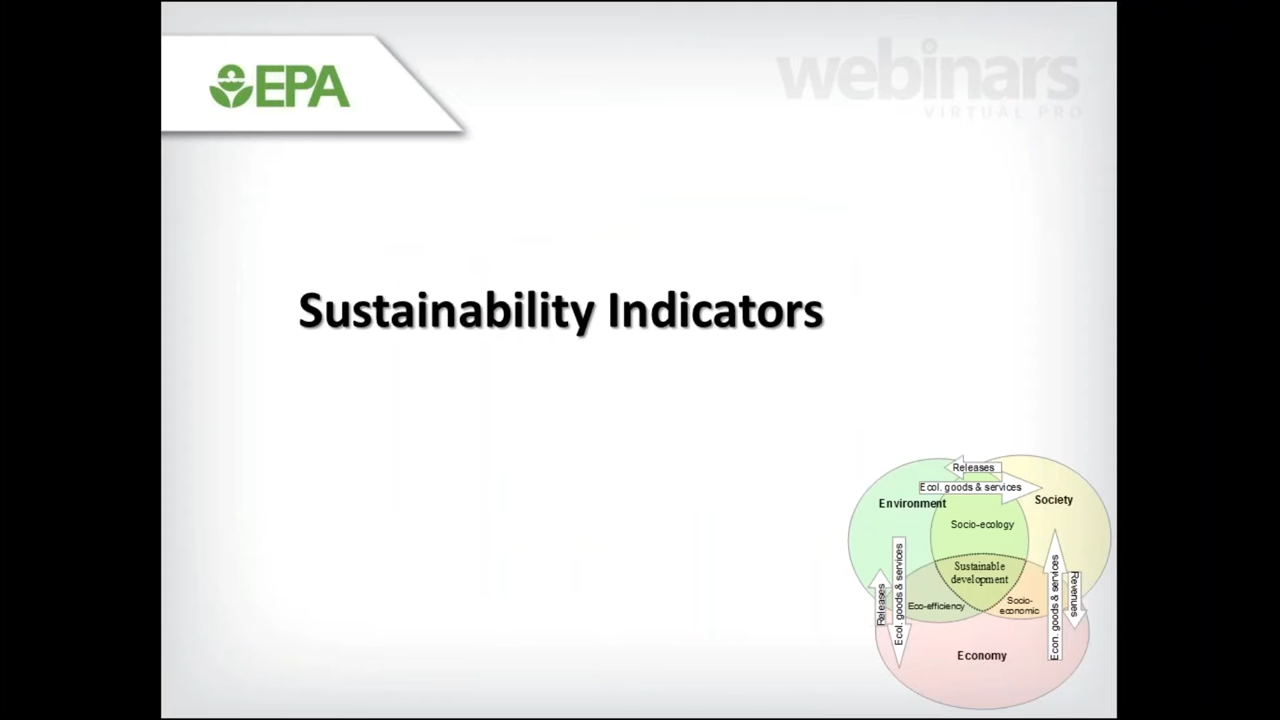 EPA
webinars
VIRTUAL PRO
Sustainability Indicators
Releases
Ecol. goods & services
Environment
Society
Socio-ecology
Sustainable
development
Releases
Ecol. goods & services
Eco-efficiency
Socio-
economic
Econ. goods & services
Revenues
Economy